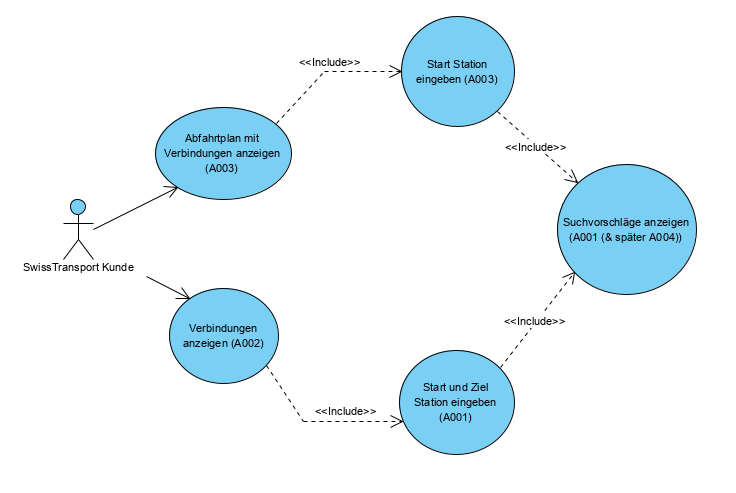 <<Include>>
Start Station
eingeben (A003)
Abfahrtplan mit
Verbindungen anzeigen
(A003)
<<Include>>
Suchvorschläge anzeigen
(A001 (& später A004))
SwissTransport Kunde
Verbindungen
anzeigen (A002)
<<Include>>
<<Include>>
Start und Ziel
Station eingeben
(A001)